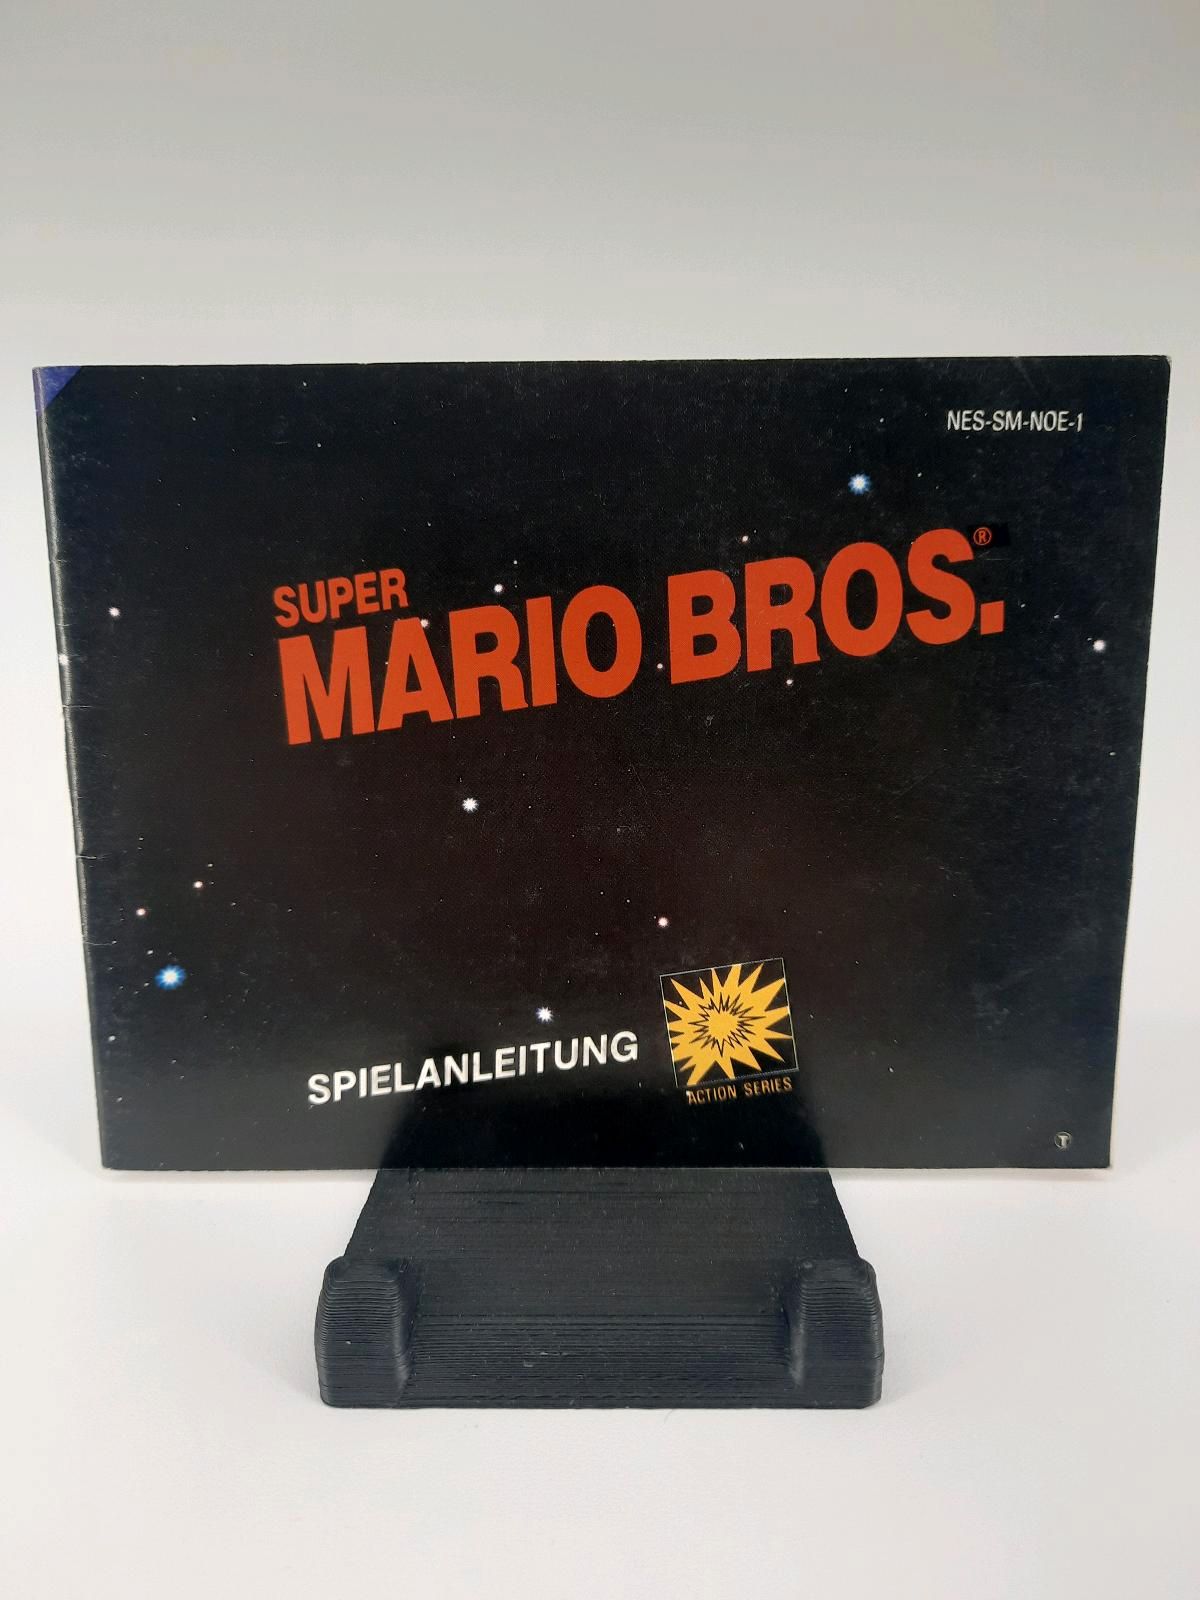 NES-SM-NOE-1
SUPER
MARIO BROS.®
SPIELANLEITUNG
ACTION SERIES
T